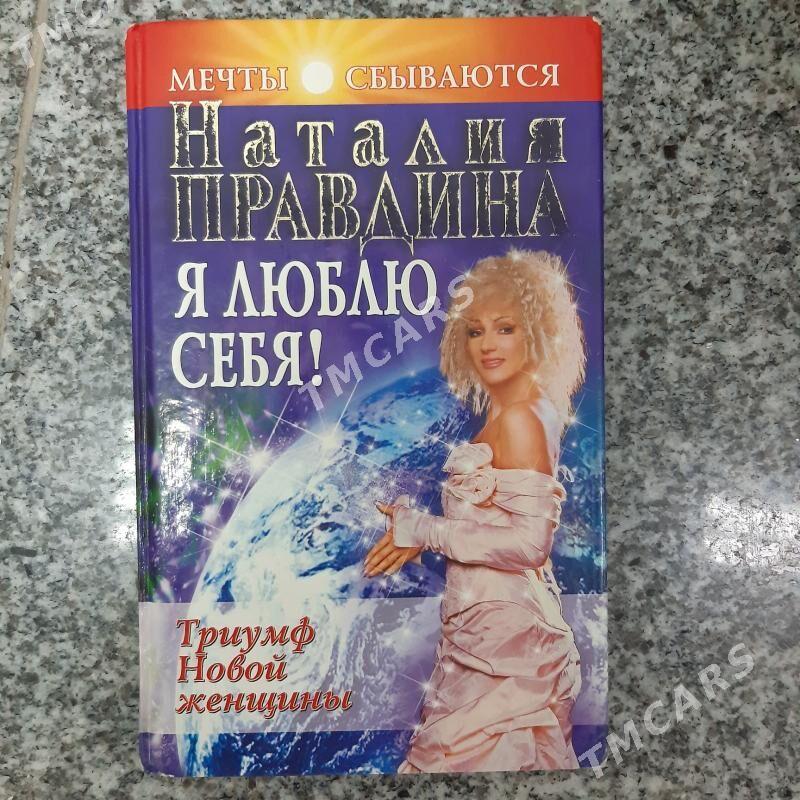 МЕЧТЫ СБЫВАЮТСЯ
Наталия
ПРАВДИНА
Я ЛЮБЛЮ
СЕБЯ!
TMCARS
Триумф
Новой
женщины
TMCARS
TMCARS